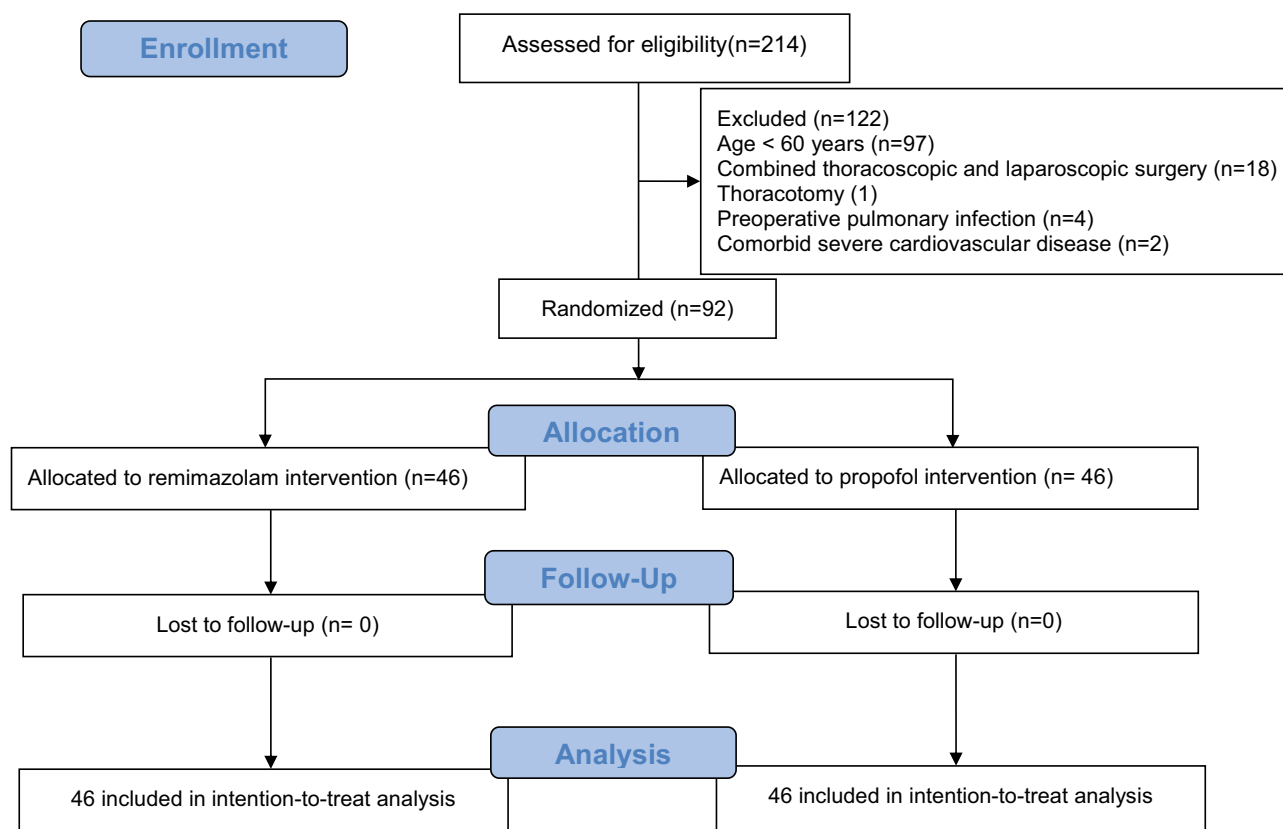 Enrollment
Assessed for eligibility(n=214)
Excluded (n=122)
Age < 60 years (n=97)
Combined thoracoscopic and laparoscopic surgery (n=18)
Thoracotomy (1)
Preoperative pulmonary infection (n=4)
Comorbid severe cardiovascular disease (n=2)
Randomized (n=92)
Allocation
Allocated to remimazolam intervention (n=46)
Allocated to propofol intervention (n= 46)
Follow-Up
Lost to follow-up (n= 0)
Lost to follow-up (n=0)
Analysis
46 included in intention-to-treat analysis
46 included in intention-to-treat analysis